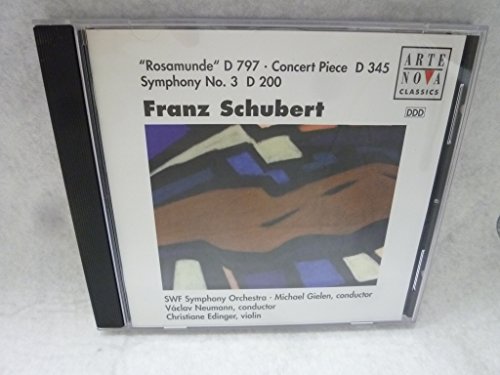 "Rosamunde" D 797 · Concert Piece D 345
Symphony No. 3 D 200
Franz Schubert
ARTE
NOVA
CLASSICS
DDD
SWF Symphony Orchestra · Michael Gielen, conductor
Václav Neumann, conductor
Christiane Edinger, violin